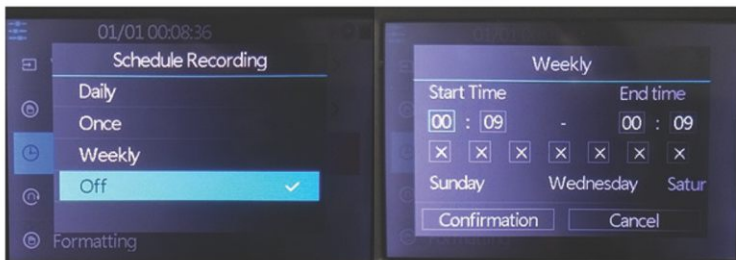 01/01 00:08:36
Schedule Recording
Daily
Once
Weekly
Off
Formatting
Weekly
Start Time End time
00 : 09 - 00 : 09
× × × × × × ×
Sunday Wednesday Satur
Confirmation Cancel